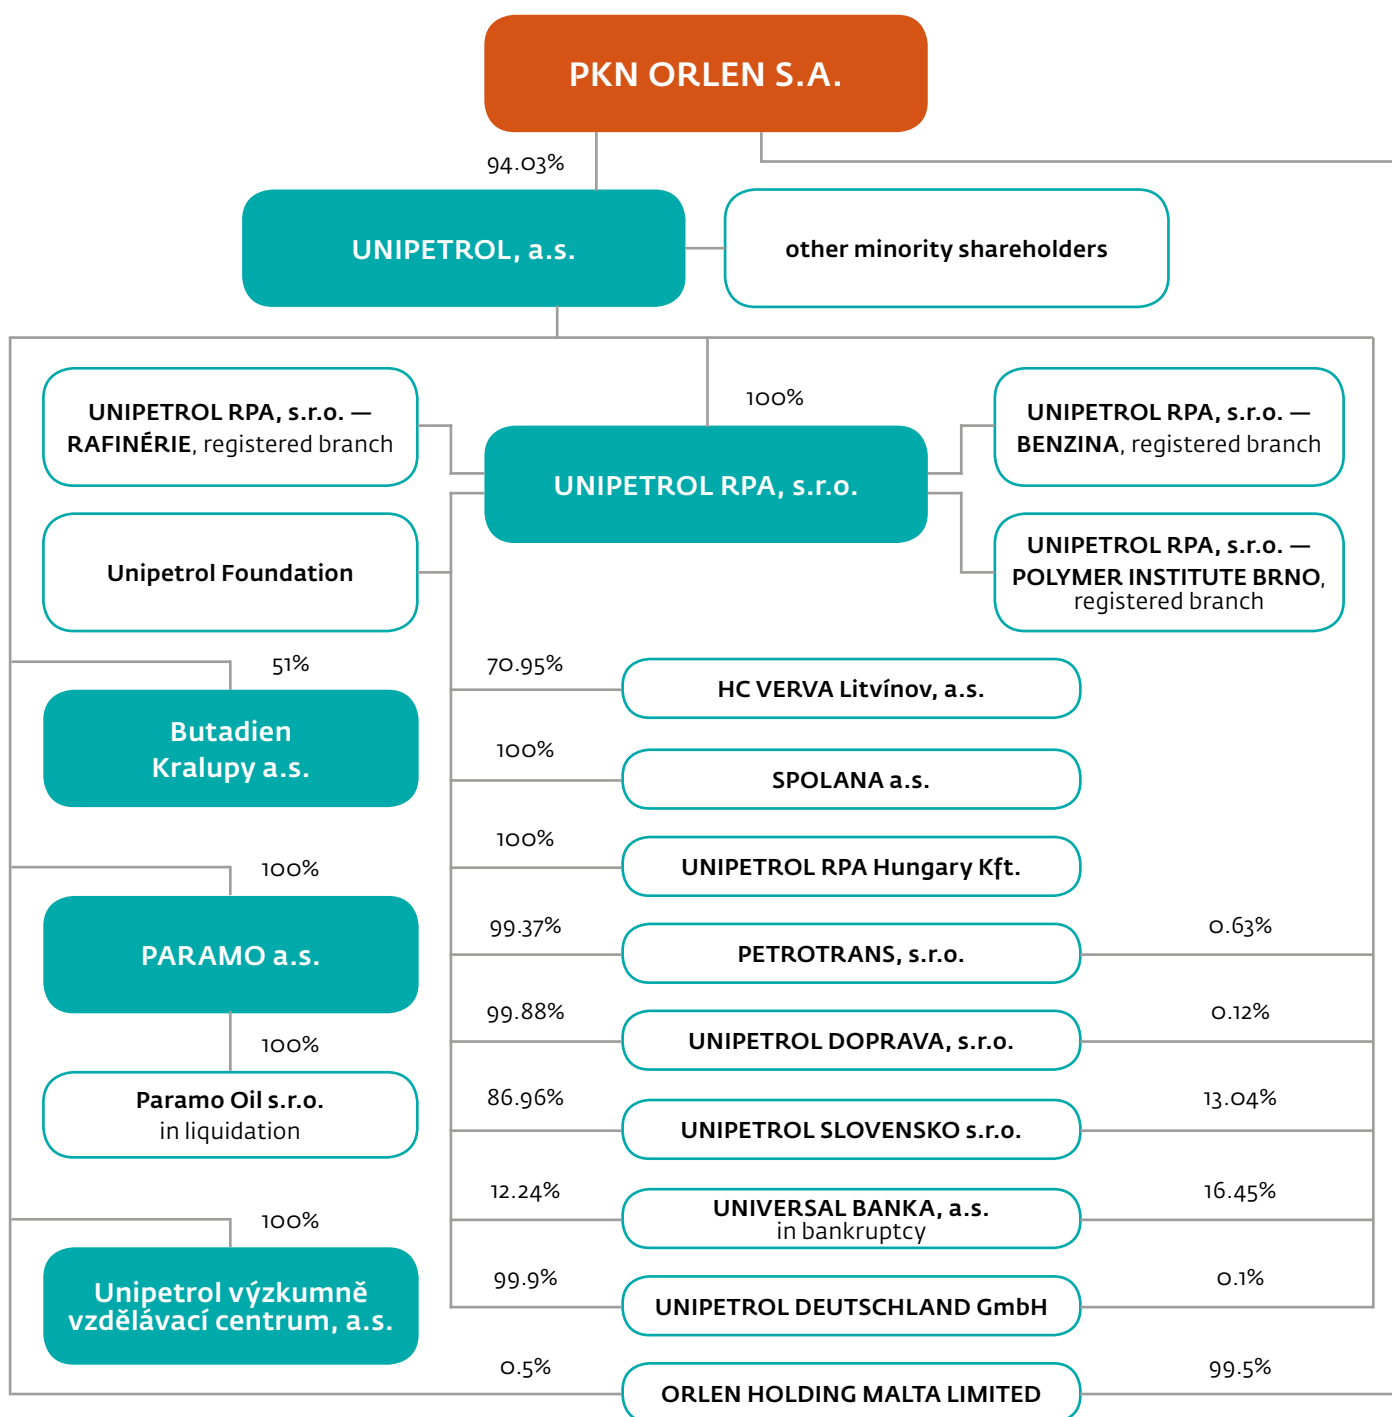 PKN ORLEN S.A.
94.03%
UNIPETROL, a.s.
other minority shareholders
100%
UNIPETROL RPA, s.r.o. —
RAFINÉRIE, registered branch
UNIPETROL RPA, s.r.o. —
BENZINA, registered branch
UNIPETROL RPA, s.r.o.
Unipetrol Foundation
UNIPETROL RPA, s.r.o. —
POLYMER INSTITUTE BRNO,
registered branch
51%
Butadien
Kralupy a.s.
100%
PARAMO a.s.
100%
Paramo Oil s.r.o.
in liquidation
100%
Unipetrol výzkumně
vzdělávací centrum, a.s.
70.95%
HC VERVA Litvínov, a.s.
100%
SPOLANA a.s.
100%
UNIPETROL RPA Hungary Kft.
99.37%
PETROTRANS, s.r.o.
0.63%
99.88%
UNIPETROL DOPRAVA, s.r.o.
0.12%
86.96%
UNIPETROL SLOVENSKO s.r.o.
13.04%
12.24%
UNIVERSAL BANKA, a.s.
in bankruptcy
16.45%
99.9%
UNIPETROL DEUTSCHLAND GmbH
0.1%
0.5%
ORLEN HOLDING MALTA LIMITED
99.5%